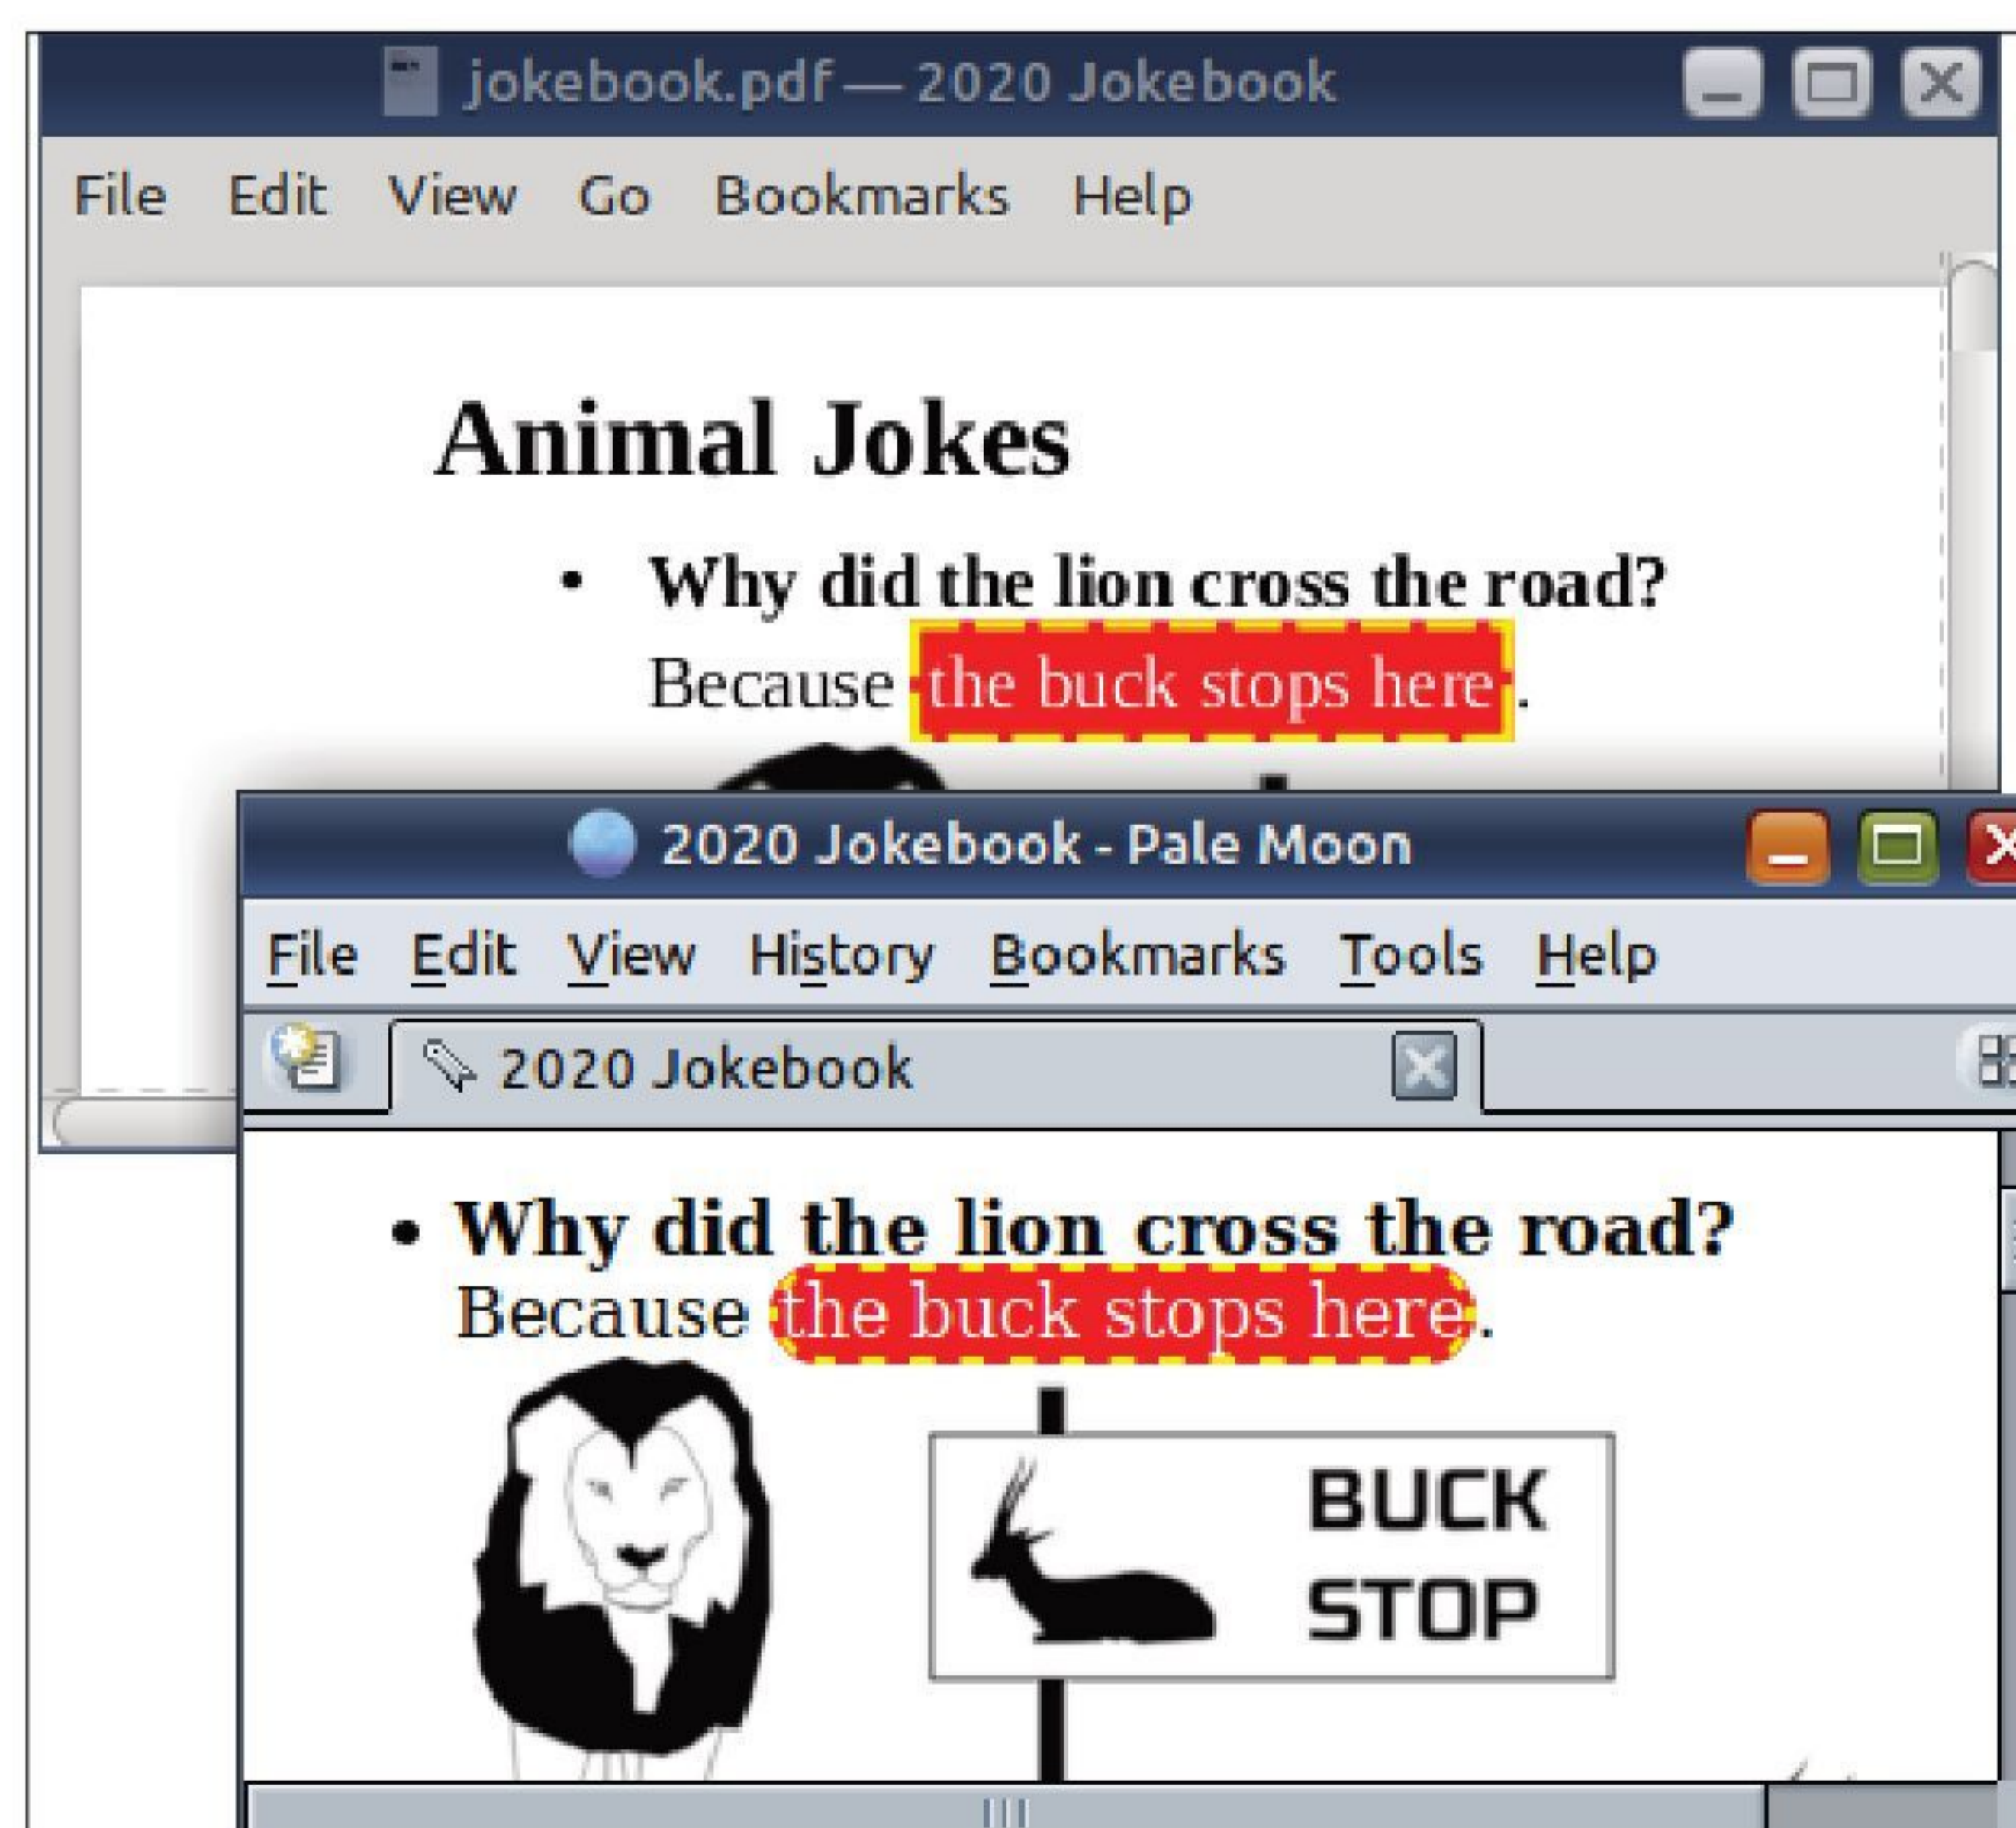 jokebook.pdf — 2020 Jokebook
File Edit View Go Bookmarks Help
Animal Jokes
• Why did the lion cross the road?
Because the buck stops here.
2020 Jokebook - Pale Moon
File Edit View History Bookmarks Tools Help
2020 Jokebook
• Why did the lion cross the road?
Because the buck stops here.
BUCK
STOP